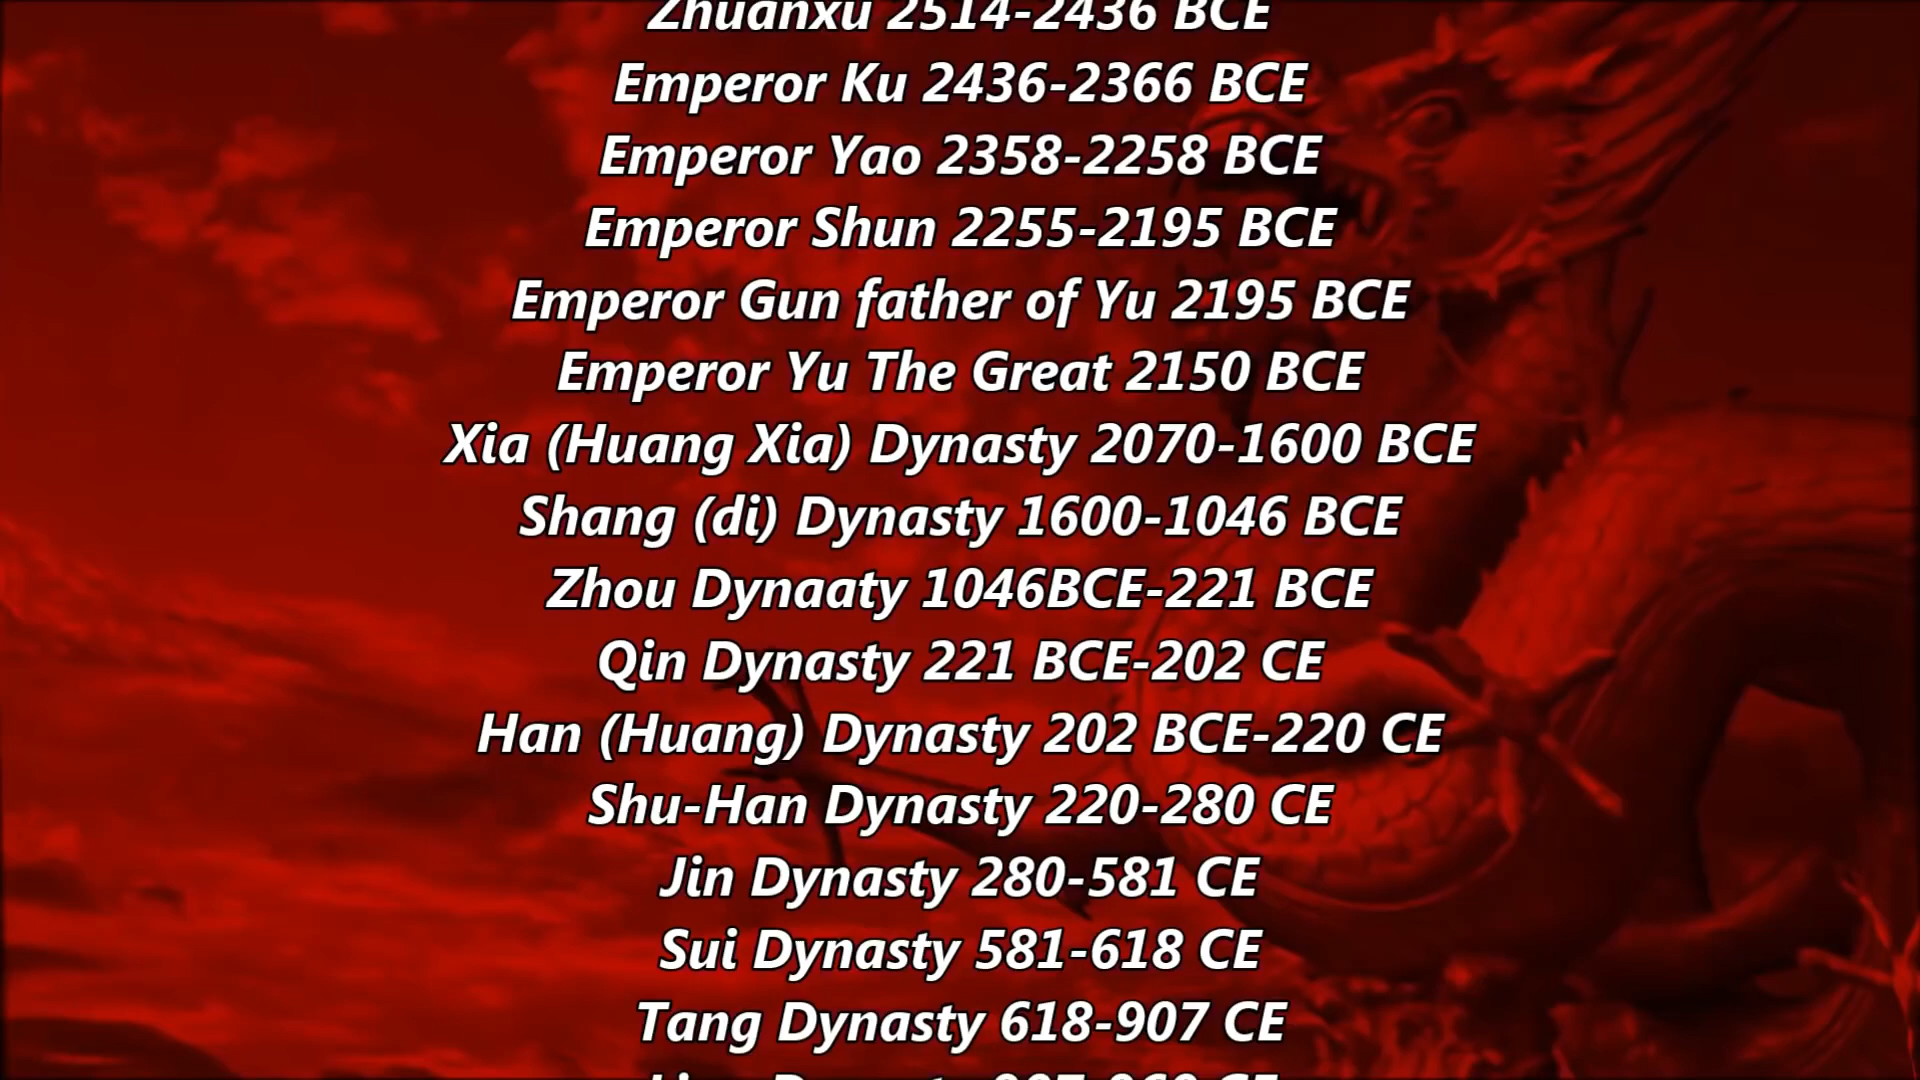 Zhuanxu 2514-2436 BCE
Emperor Ku 2436-2366 BCE
Emperor Yao 2358-2258 BCE
Emperor Shun 2255-2195 BCE
Emperor Gun father of Yu 2195 BCE
Emperor Yu The Great 2150 BCE
Xia (Huang Xia) Dynasty 2070-1600 BCE
Shang (di) Dynasty 1600-1046 BCE
Zhou Dynaaty 1046BCE-221 BCE
Qin Dynasty 221 BCE-202 CE
Han (Huang) Dynasty 202 BCE-220 CE
Shu-Han Dynasty 220-280 CE
Jin Dynasty 280-581 CE
Sui Dynasty 581-618 CE
Tang Dynasty 618-907 CE